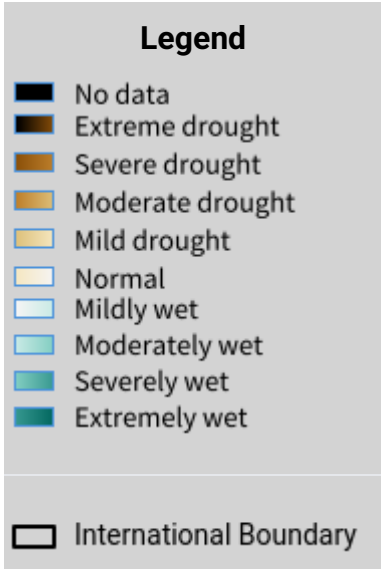 Legend
No data
Extreme drought
Severe drought
Moderate drought
Mild drought
Normal
Mildly wet
Moderately wet
Severely wet
Extremely wet
International Boundary